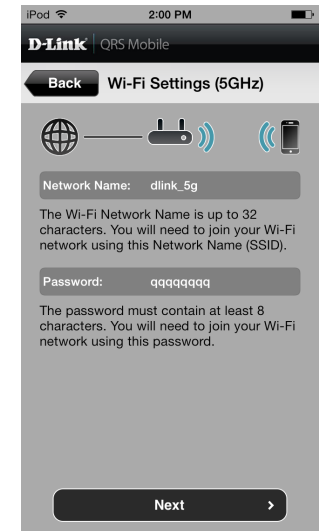 iPod 2:00 PM
D-Link QRS Mobile
Back Wi-Fi Settings (5GHz)
Network Name: dlink_5g
The Wi-Fi Network Name is up to 32
characters. You will need to join your Wi-Fi
network using this Network Name (SSID).
Password: qqqqqqqq
The password must contain at least 8
characters. You will need to join your Wi-Fi
network using this password.
Next